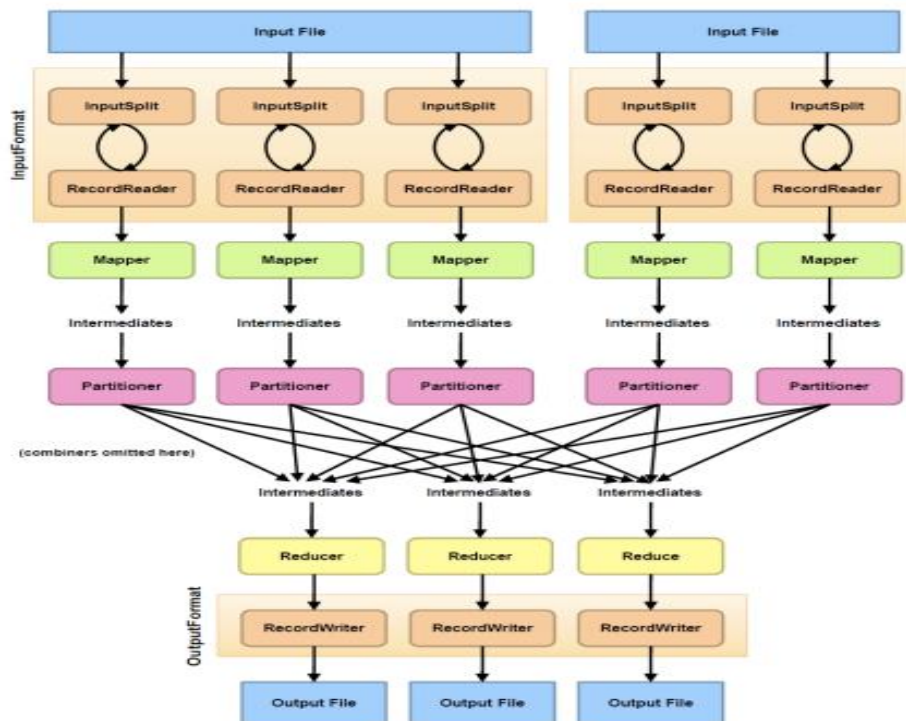 Input File
Input File
InputFormat
InputSplit
InputSplit
InputSplit
InputSplit
InputSplit
RecordReader
RecordReader
RecordReader
RecordReader
RecordReader
Mapper
Mapper
Mapper
Mapper
Mapper
Intermediates
Intermediates
Intermediates
Intermediates
Intermediates
Partitioner
Partitioner
Partitioner
Partitioner
Partitioner
(combiners omitted here)
Intermediates
Intermediates
Intermediates
Reducer
Reducer
Reduce
OutputFormat
RecordWriter
RecordWriter
RecordWriter
Output File
Output File
Output File